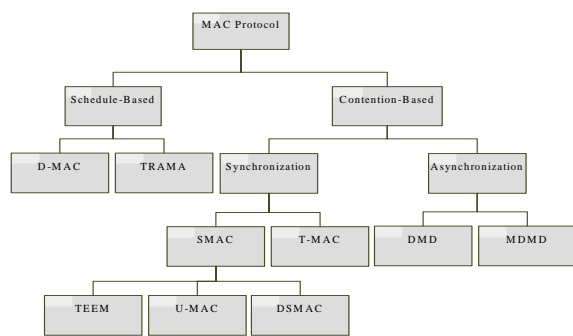 MAC Protocol
Schedule-Based
Contention-Based
D-MAC
TRAMA
Synchronization
Asynchronization
SMAC
T-MAC
DMD
MDMD
TEEM
U-MAC
DSMAC